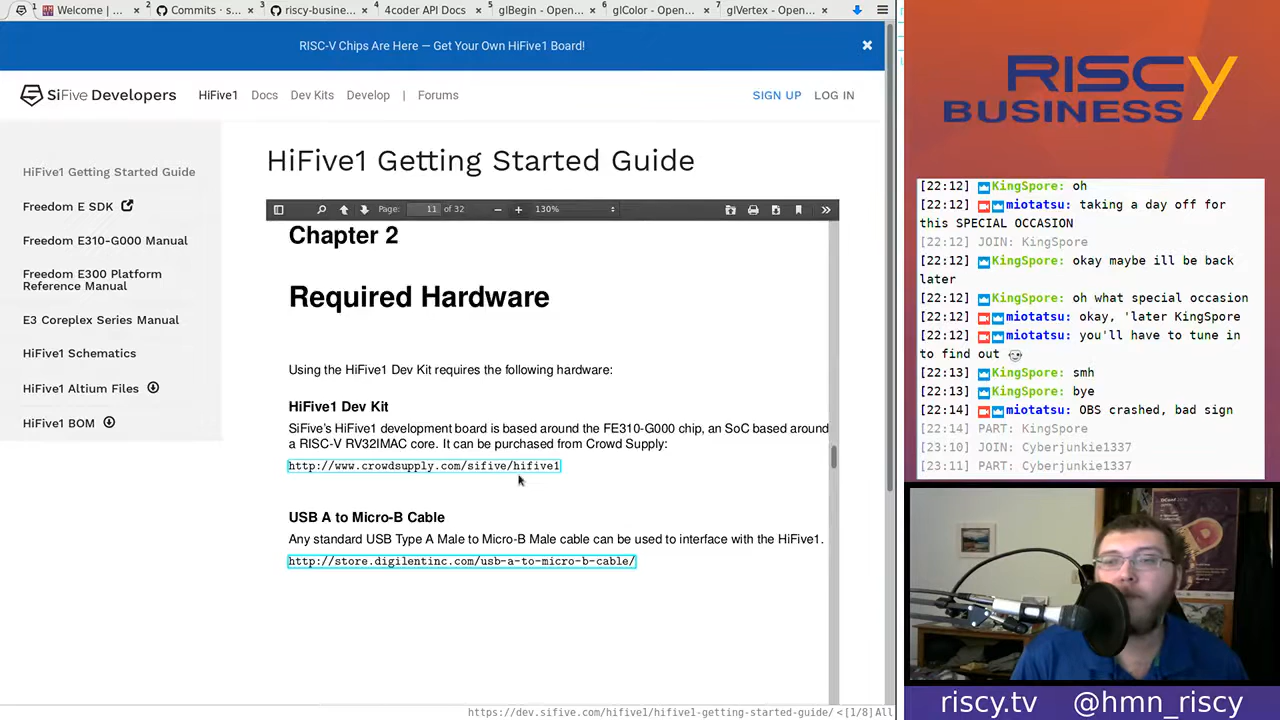 1 Welcome | ... × 2 Commits · s... × 3 riscy-busine... × 4 4coder API Docs × 5 glBegin - Open... × 6 glColor - Open... × 7 glVertex - Open... ×
RISC-V Chips Are Here — Get Your Own HiFive1 Board! ×
SiFive Developers HiFive1 Docs Dev Kits Develop | Forums SIGN UP LOG IN
HiFive1 Getting Started Guide
Freedom E SDK
Freedom E310-G000 Manual
Freedom E300 Platform
Reference Manual
E3 Coreplex Series Manual
HiFive1 Schematics
HiFive1 Altium Files
HiFive1 BOM
HiFive1 Getting Started Guide
Page: 11 of 32 − + 130% »
Chapter 2
Required Hardware
Using the HiFive1 Dev Kit requires the following hardware:
HiFive1 Dev Kit
SiFive's HiFive1 development board is based around the FE310-G000 chip, an SoC based around
a RISC-V RV32IMAC core. It can be purchased from Crowd Supply:
http://www.crowdsupply.com/sifive/hifive1
USB A to Micro-B Cable
Any standard USB Type A Male to Micro-B Male cable can be used to interface with the HiFive1.
http://store.digilentinc.com/usb-a-to-micro-b-cable/
https://dev.sifive.com/hifive1/hifive1-getting-started-guide/ <[1/8]All
RISCY
BUSINESS
[22:12] KingSpore: oh
[22:12] miotatsu: taking a day off for
this SPECIAL OCCASION
[22:12] JOIN: KingSpore
[22:12] KingSpore: okay maybe ill be back
later
[22:12] KingSpore: oh what special occasion
[22:12] miotatsu: okay, 'later KingSpore
[22:12] miotatsu: you'll have to tune in
to find out
[22:13] KingSpore: smh
[22:13] KingSpore: bye
[22:14] miotatsu: OBS crashed, bad sign
[22:14] PART: KingSpore
[23:10] JOIN: Cyberjunkie1337
[23:11] PART: Cyberjunkie1337
riscy.tv @hmn_riscy